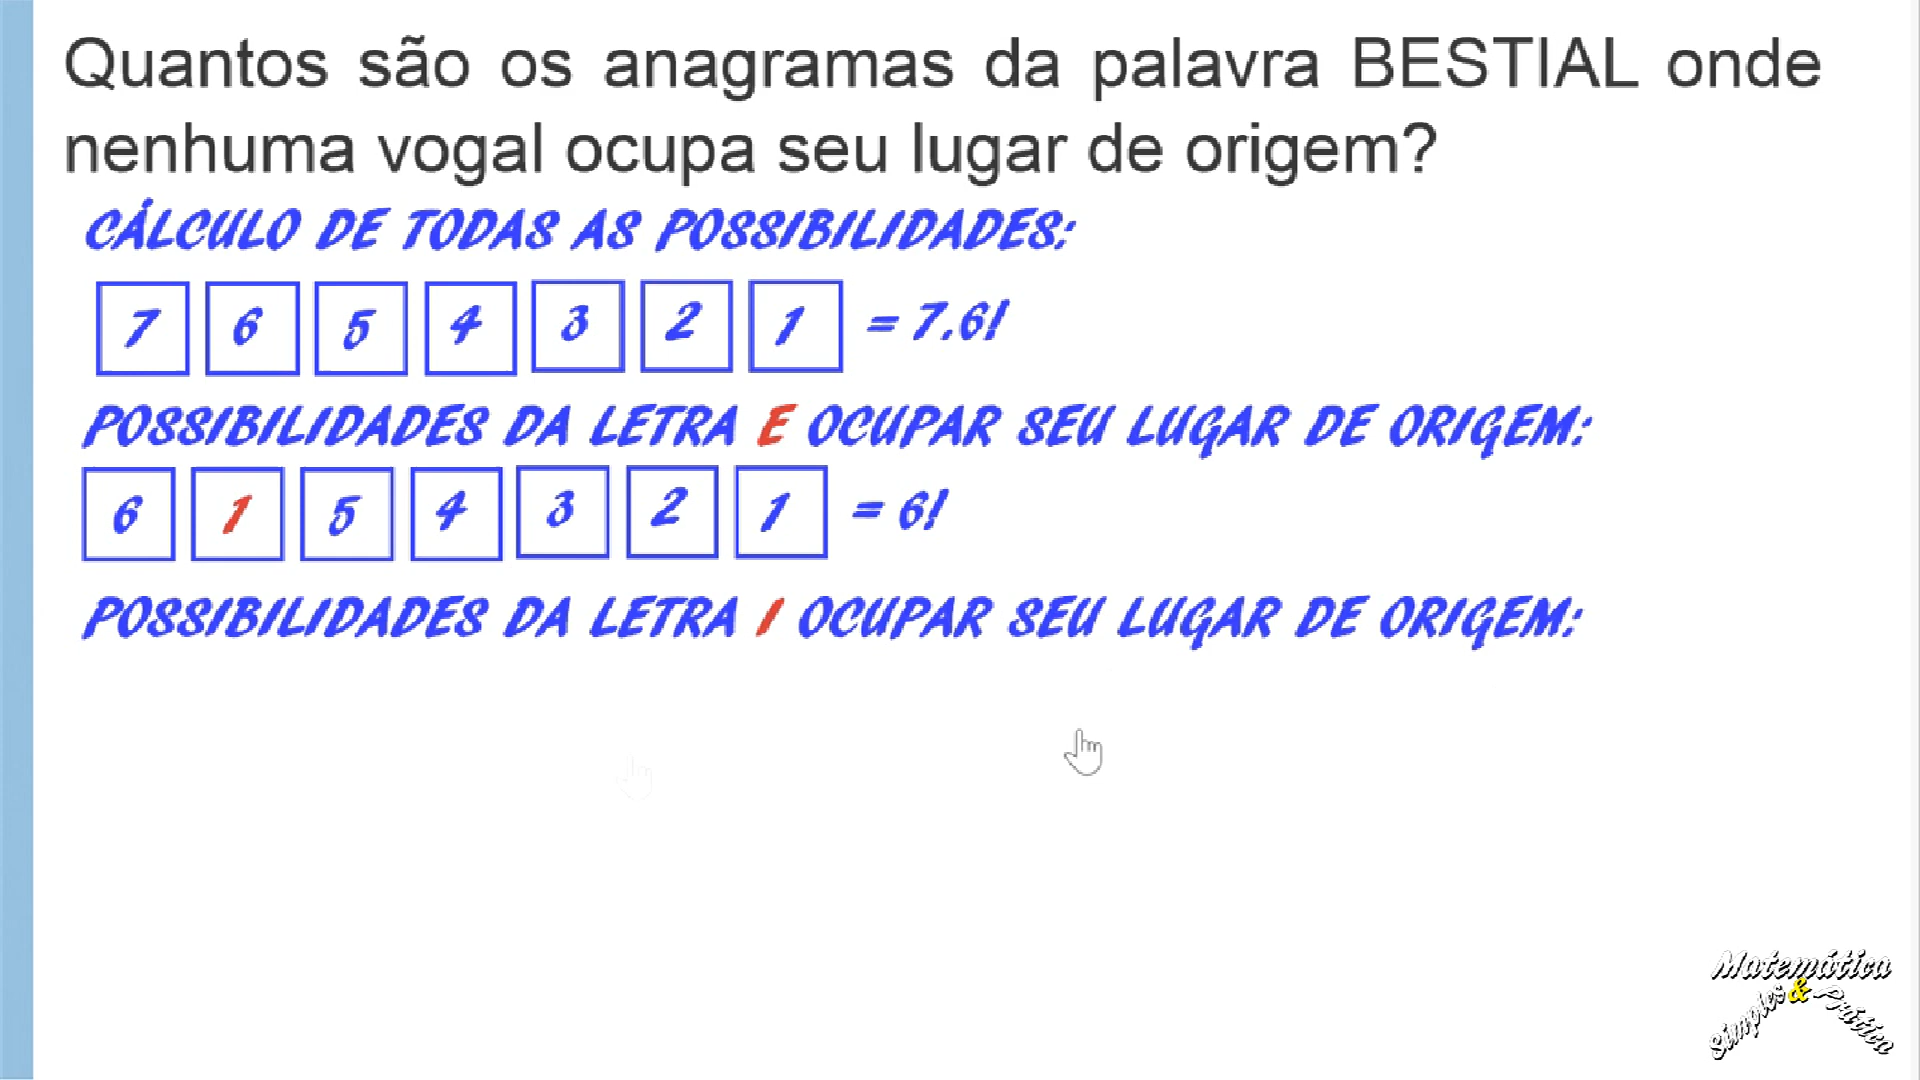 Quantos são os anagramas da palavra BESTIAL onde
nenhuma vogal ocupa seu lugar de origem?
CÁLCULO DE TODAS AS POSSIBILIDADES:
7 6 5 4 3 2 1 = 7.6!
POSSIBILIDADES DA LETRA E OCUPAR SEU LUGAR DE ORIGEM:
6 1 5 4 3 2 1 = 6!
POSSIBILIDADES DA LETRA I OCUPAR SEU LUGAR DE ORIGEM:
Matemática
Simples & Prática